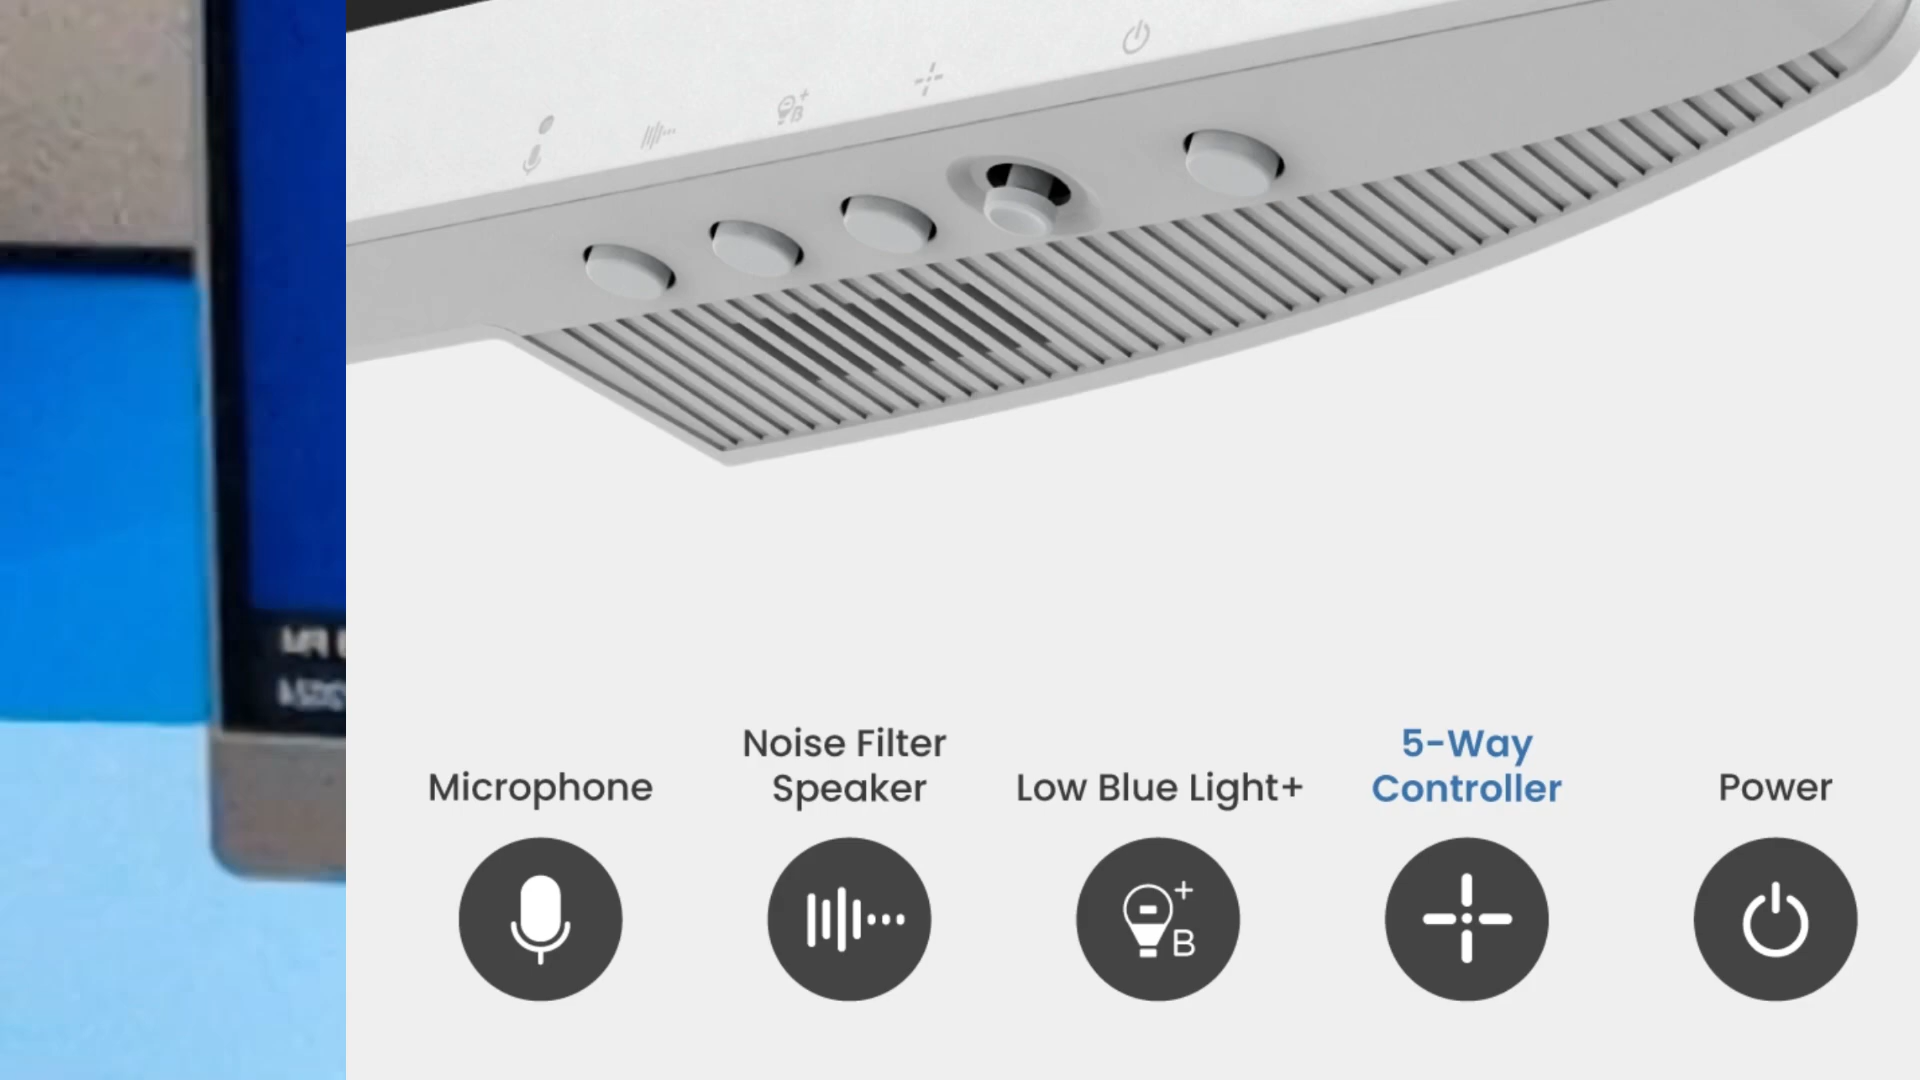 Microphone
Noise Filter
Speaker
Low Blue Light+
5-Way
Controller
Power
B